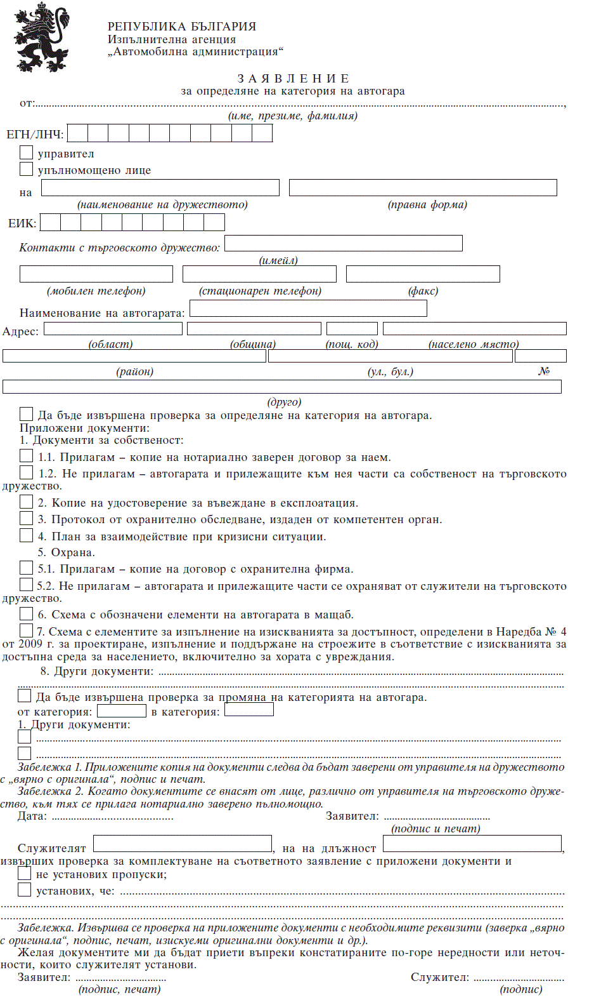 РЕПУБЛИКА БЪЛГАРИЯ
Изпълнителна агенция
„Автомобилна администрация“
ЗАЯВЛЕНИЕ
за определяне на категория на автогара
от:..............................................................................................................................................,
(име, презиме, фамилия)
ЕГН/ЛНЧ:
управител
упълномощено лице
на
(наименование на дружеството) (правна форма)
ЕИК:
Контакти с търговското дружество:
(имейл)
(мобилен телефон) (стационарен телефон) (факс)
Наименование на автогарата:
Адрес:
(област) (община) (пощ. код) (населено място)
(район) (ул., бул.) №
(друго)
Да бъде извършена проверка за определяне на категория на автогара.
Приложени документи:
1. Документи за собственост:
1.1. Прилагам – копие на нотариално заверен договор за наем.
1.2. Не прилагам – автогарата и прилежащите към нея части са собственост на търговското
дружество.
2. Копие на удостоверение за въвеждане в експлоатация.
3. Протокол от охранително обследване, издаден от компетентен орган.
4. План за взаимодействие при кризисни ситуации.
5. Охрана.
5.1. Прилагам – копие на договор с охранителна фирма.
5.2. Не прилагам – автогарата и прилежащите части се охраняват от служители на търговското
дружество.
6. Схема с обозначени елементи на автогарата в мащаб.
7. Схема с елементите за изпълнение на изискванията за достъпност, определени в Наредба № 4
от 2009 г. за проектиране, изпълнение и поддържане на строежите в съответствие с изискванията за
достъпна среда за населението, включително за хората с увреждания.
8. Други документи: ..............................................................................................................
....................................................................................................................................................
Да бъде извършена проверка за промяна на категорията на автогара.
от категория: в категория:
1. Други документи:
..............................................................................................................................................
..............................................................................................................................................
Забележка 1. Приложените копия на документи следва да бъдат заверени от управителя на дружеството
с „вярно с оригинала“, подпис и печат.
Забележка 2. Когато документите се внасят от лице, различно от управителя на търговското друже-
ство, към тях се прилага нотариално заверено пълномощно.
Дата: ................................. Заявител: .............................
(подпис и печат)
Служителят , на на длъжност ,
извърших проверка за комплектуване на съответното заявление с приложени документи и
не установих пропуски;
установих, че: ........................................................................................................................
....................................................................................................................................................
....................................................................................................................................................
Забележка. Извършва се проверка на приложените документи с необходимите реквизити (заверка „вярно
с оригинала“, подпис, печат, изискуеми оригинални документи и др.).
Желая документите ми да бъдат приети въпреки констатираните по-горе нередности или неточ-
ности, които служителят установи.
Заявител: ......................... Служител: .........................
(подпис, печат) (подпис)